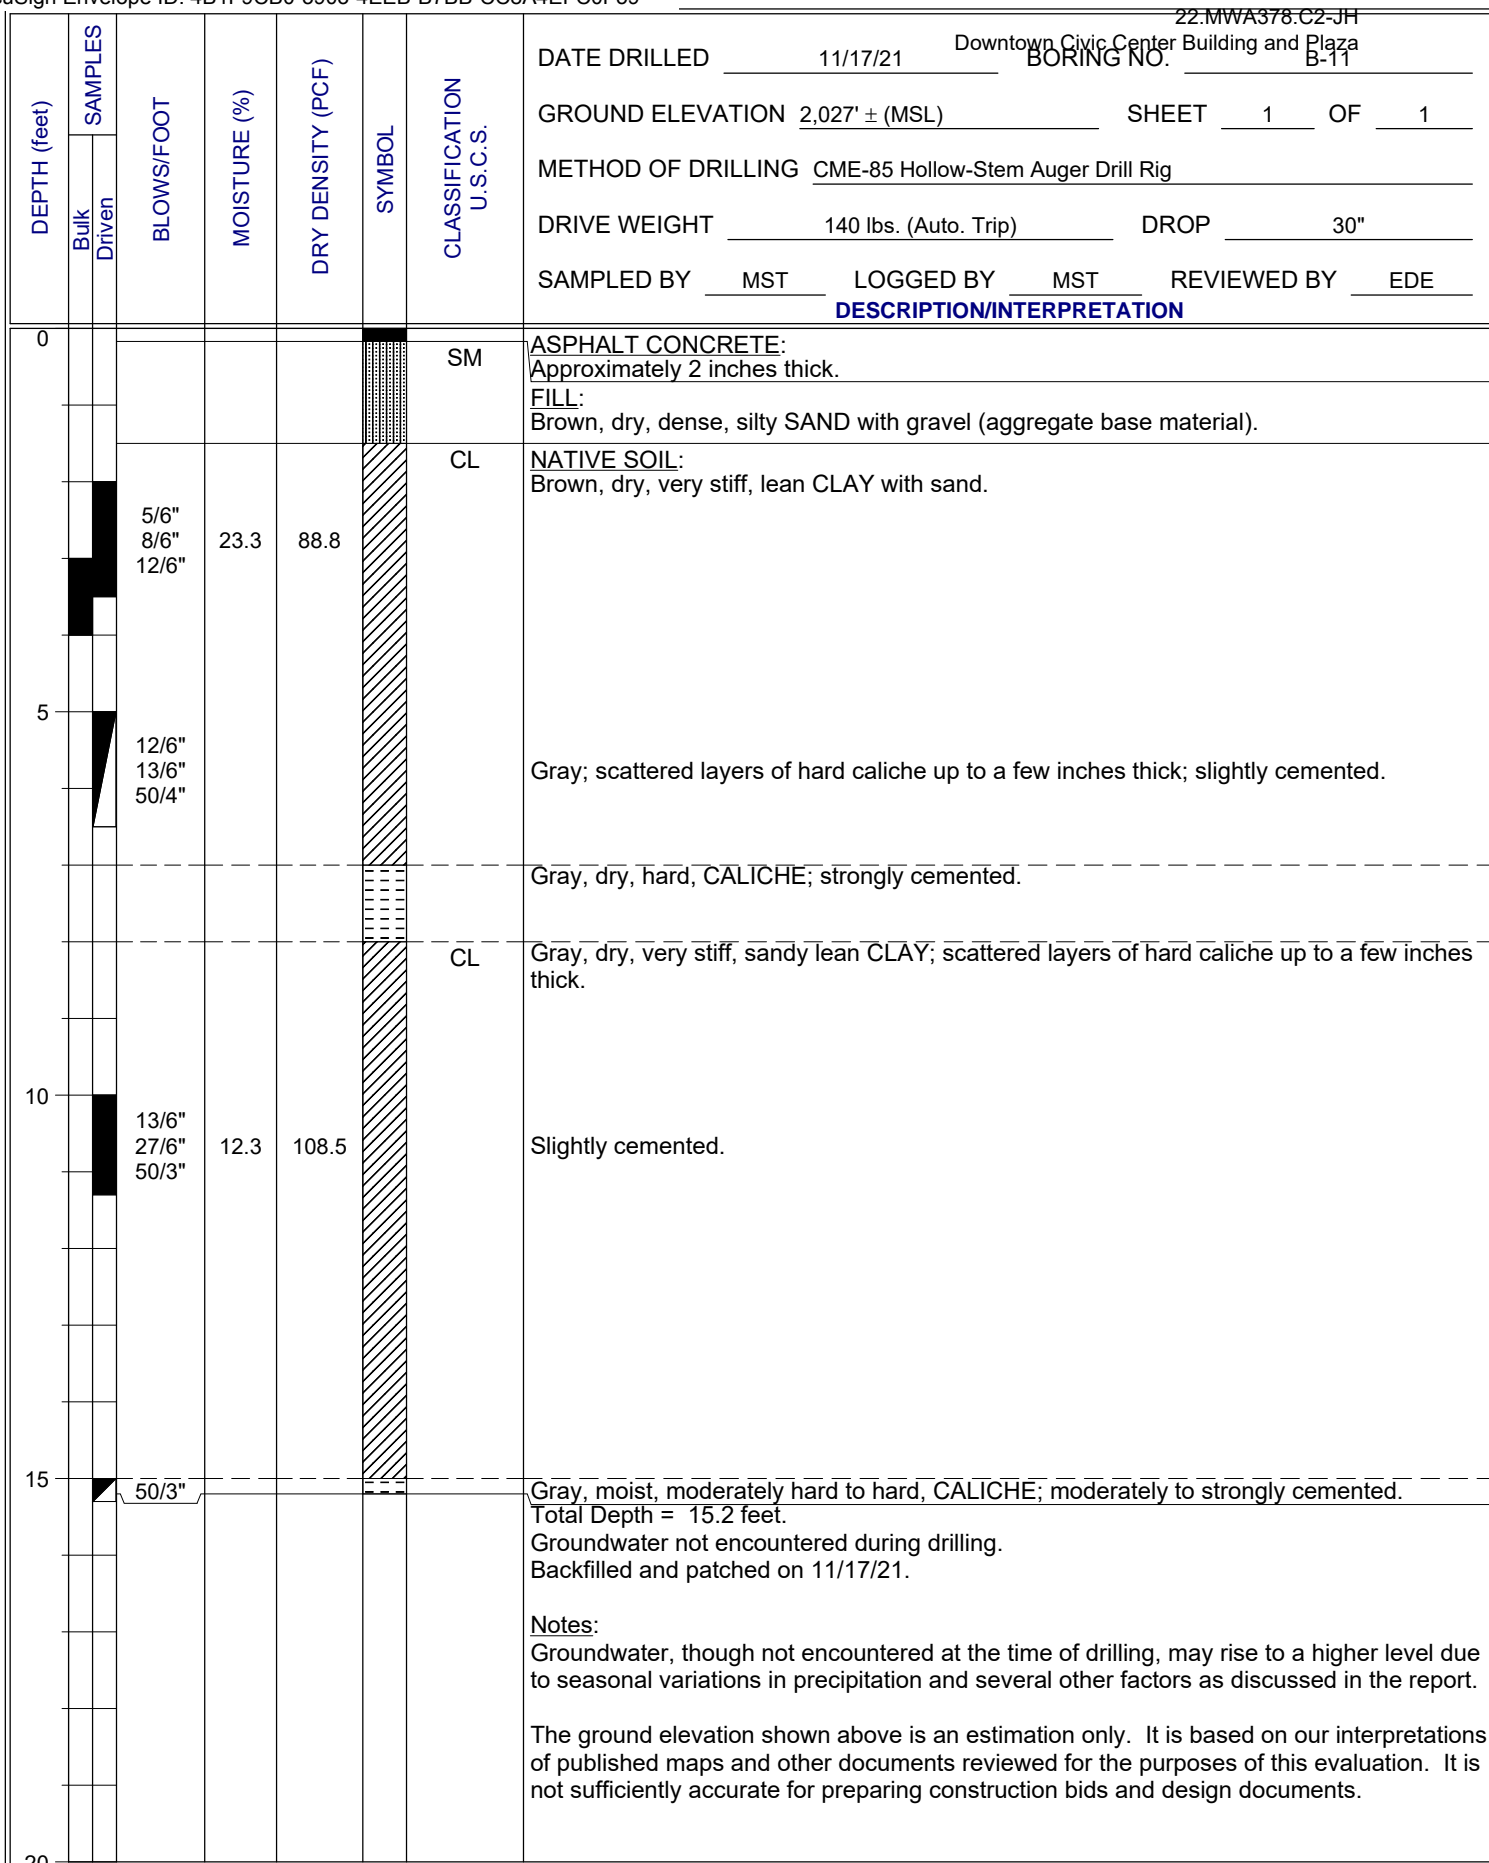 22.MWA378.C2-JH
Downtown Civic Center Building and Plaza
DEPTH (feet)
SAMPLES
Bulk
Driven
BLOWS/FOOT
MOISTURE (%)
DRY DENSITY (PCF)
SYMBOL
CLASSIFICATION
U.S.C.S.
DATE DRILLED 11/17/21 BORING NO. B-11
GROUND ELEVATION 2,027' ± (MSL) SHEET 1 OF 1
METHOD OF DRILLING CME-85 Hollow-Stem Auger Drill Rig
DRIVE WEIGHT 140 lbs. (Auto. Trip) DROP 30"
SAMPLED BY MST LOGGED BY MST REVIEWED BY EDE
DESCRIPTION/INTERPRETATION
0
SM
ASPHALT CONCRETE:
Approximately 2 inches thick.
FILL:
Brown, dry, dense, silty SAND with gravel (aggregate base material).
CL
NATIVE SOIL:
Brown, dry, very stiff, lean CLAY with sand.
5/6"
8/6" 23.3 88.8
12/6"
5
12/6"
13/6"
50/4"
Gray; scattered layers of hard caliche up to a few inches thick; slightly cemented.
Gray, dry, hard, CALICHE; strongly cemented.
CL
Gray, dry, very stiff, sandy lean CLAY; scattered layers of hard caliche up to a few inches
thick.
10
13/6"
27/6" 12.3 108.5 Slightly cemented.
50/3"
15
50/3" Gray, moist, moderately hard to hard, CALICHE; moderately to strongly cemented.
Total Depth = 15.2 feet.
Groundwater not encountered during drilling.
Backfilled and patched on 11/17/21.
Notes:
Groundwater, though not encountered at the time of drilling, may rise to a higher level due
to seasonal variations in precipitation and several other factors as discussed in the report.
The ground elevation shown above is an estimation only. It is based on our interpretations
of published maps and other documents reviewed for the purposes of this evaluation. It is
not sufficiently accurate for preparing construction bids and design documents.
20